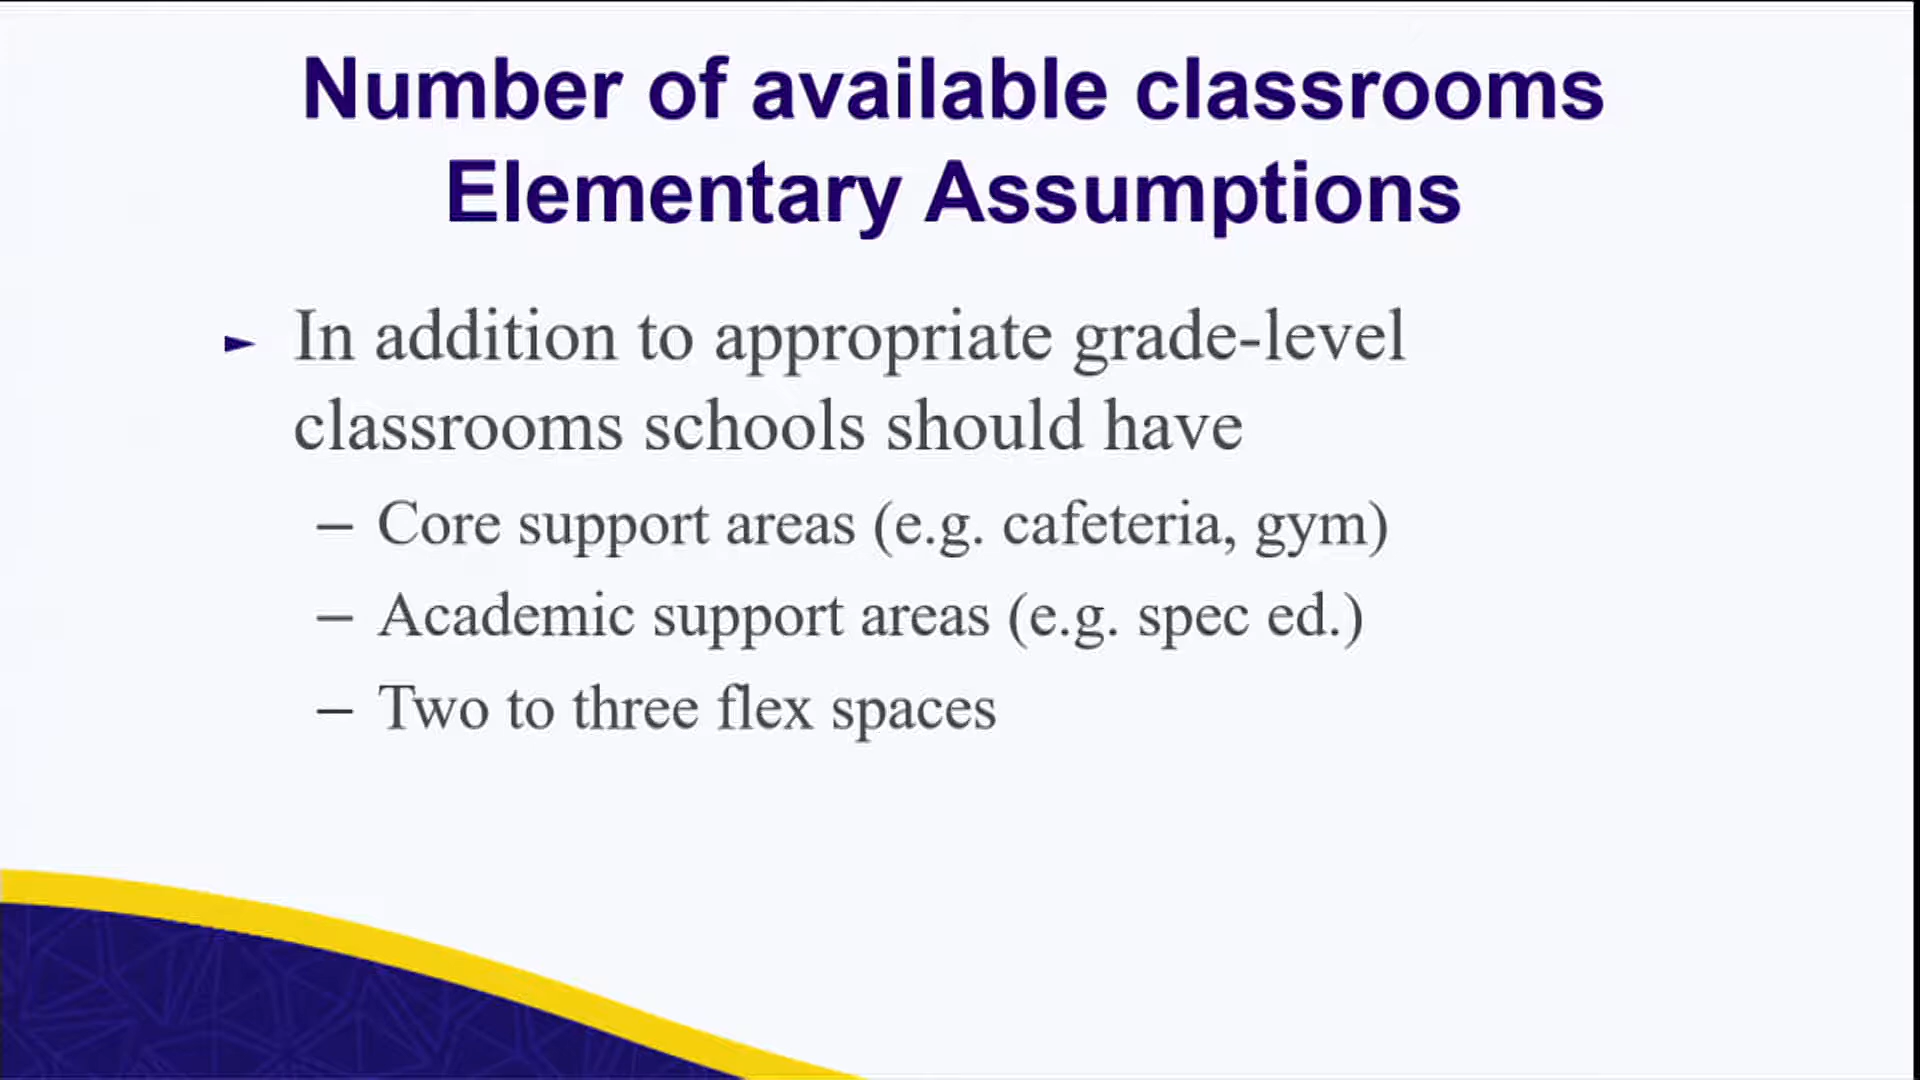 Number of available classrooms
Elementary Assumptions
► In addition to appropriate grade-level
classrooms schools should have
– Core support areas (e.g. cafeteria, gym)
– Academic support areas (e.g. spec ed.)
– Two to three flex spaces